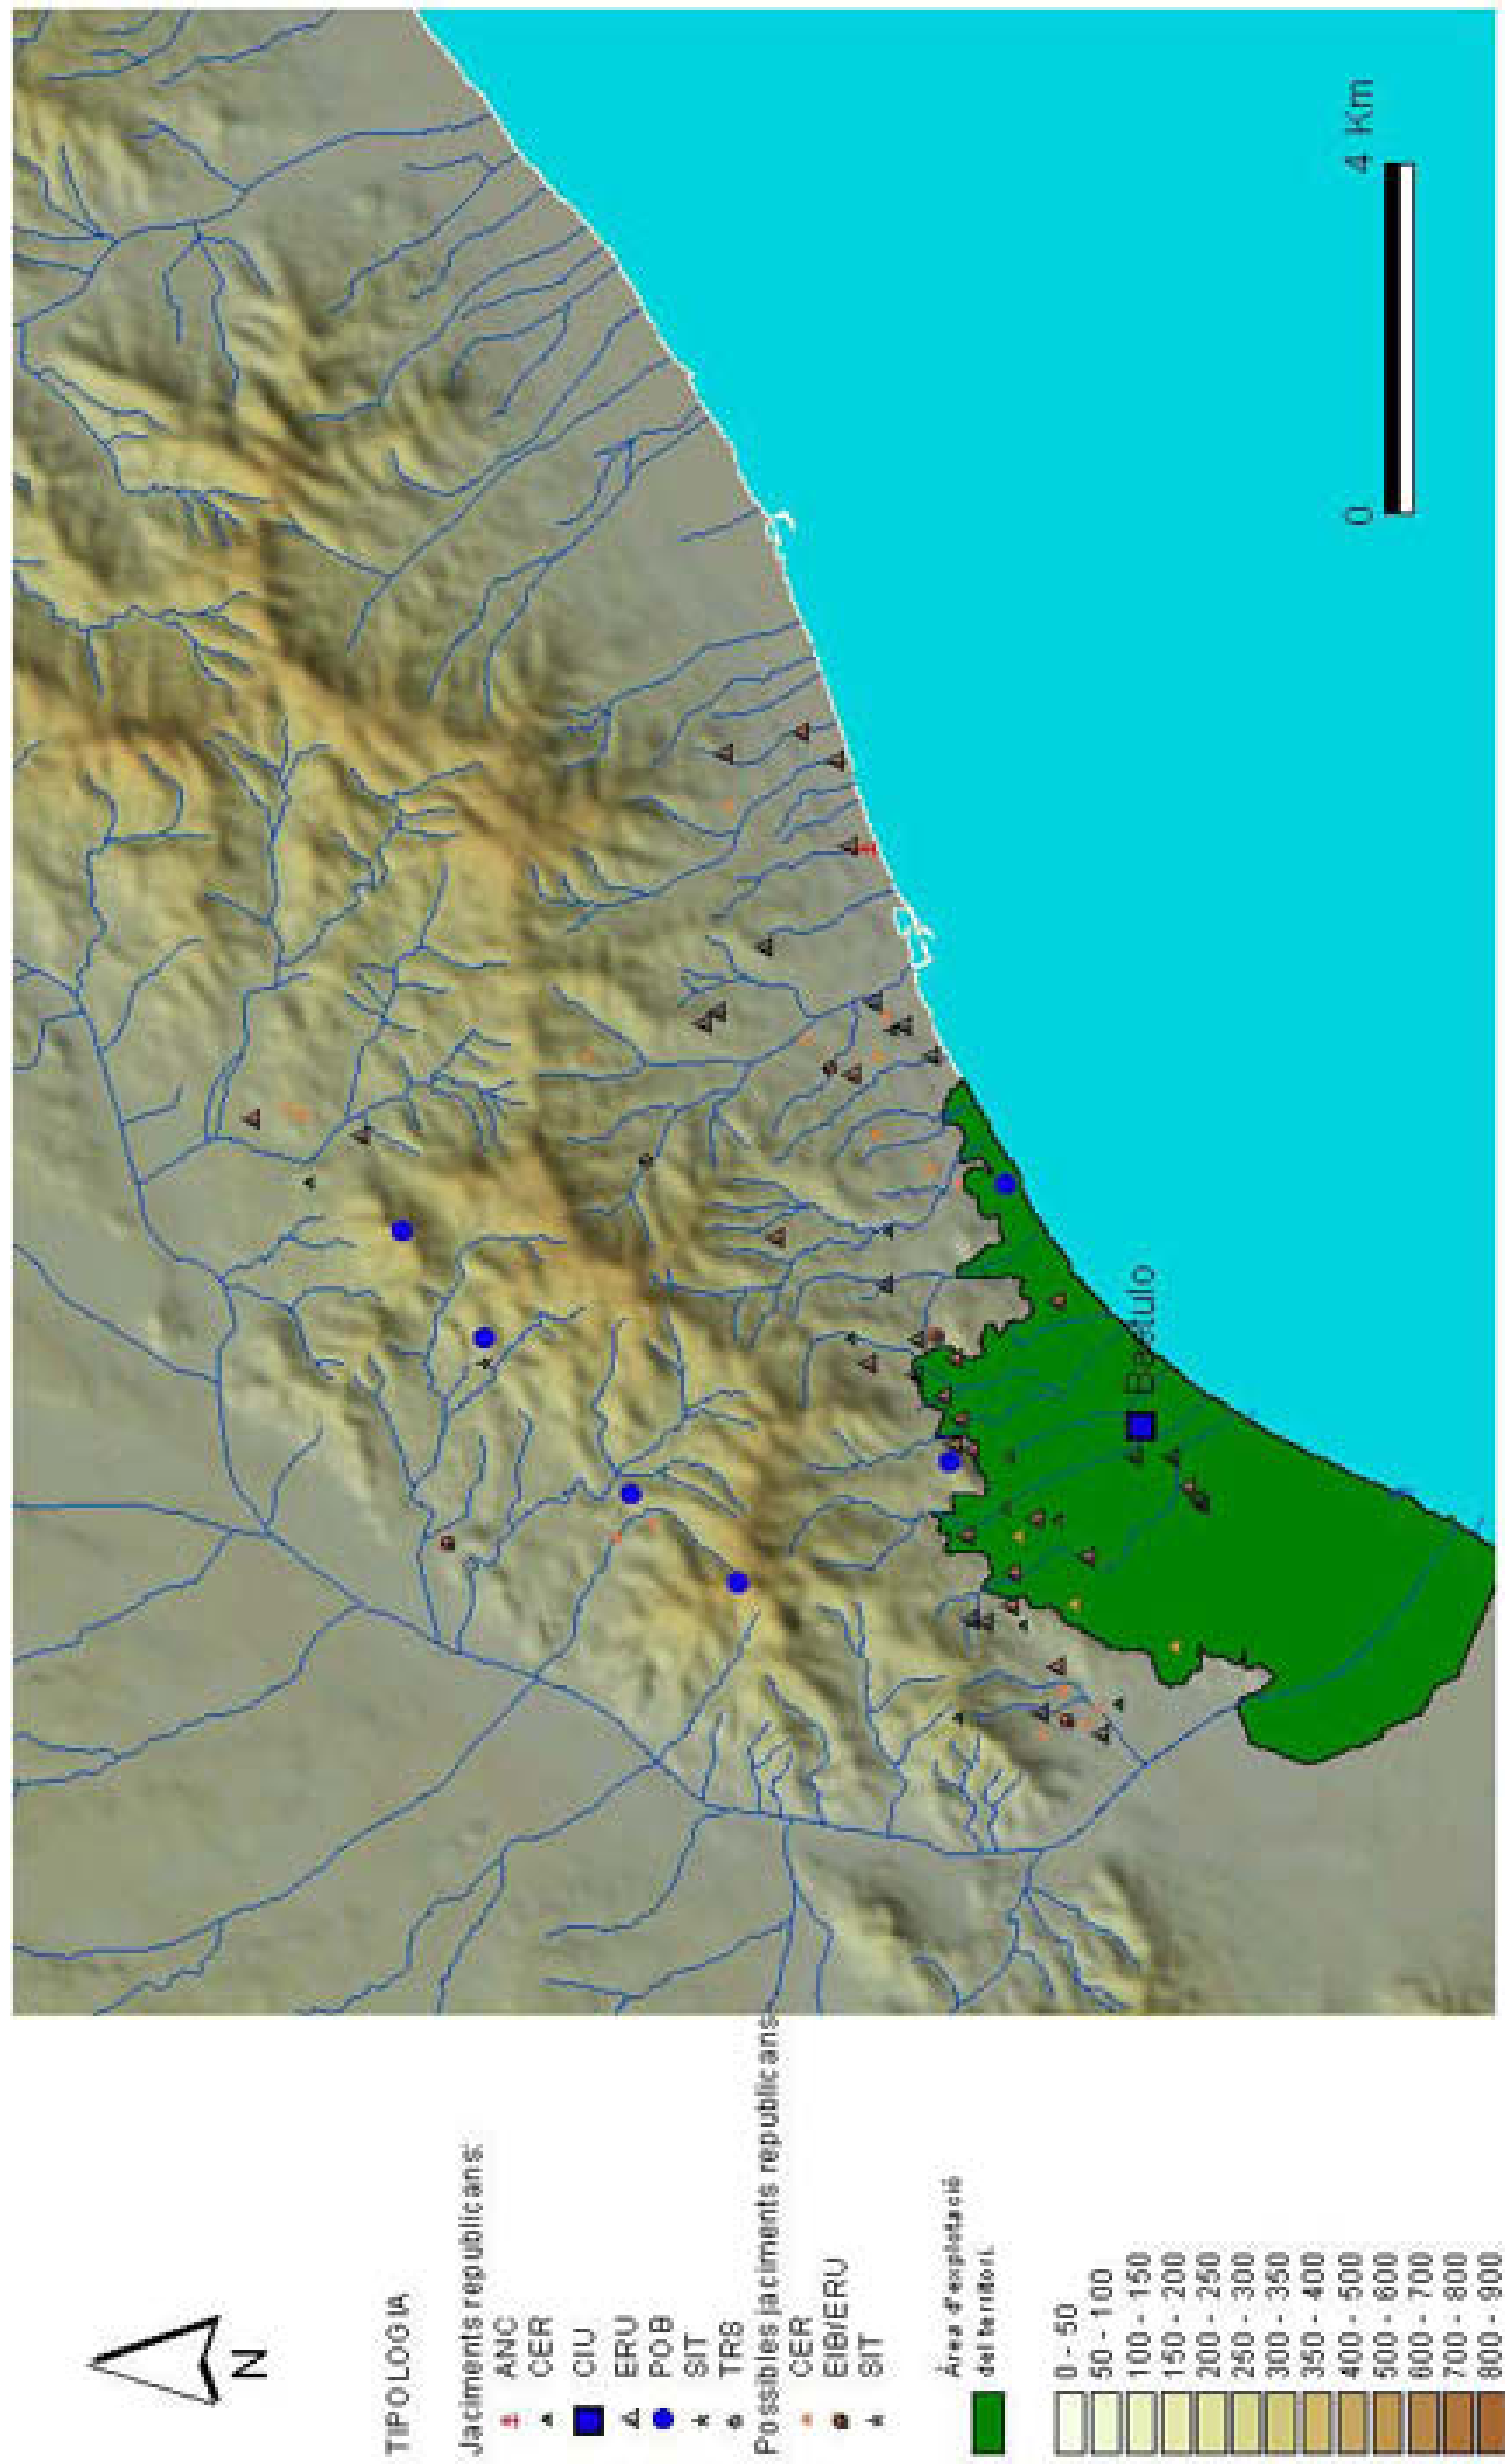 N
TIPOLOGIA
Jaciments republicans:
ANC
CER
CIU
ERU
POB
SIT
TRS
Possibles jaciments republicans:
CER
EIB/ERU
SIT
Àrea d'explotació
del territori.
0 - 50
50 - 100
100 - 150
150 - 200
200 - 250
250 - 300
300 - 350
350 - 400
400 - 500
500 - 600
600 - 700
700 - 800
800 - 900
Baetulo
0 4 Km